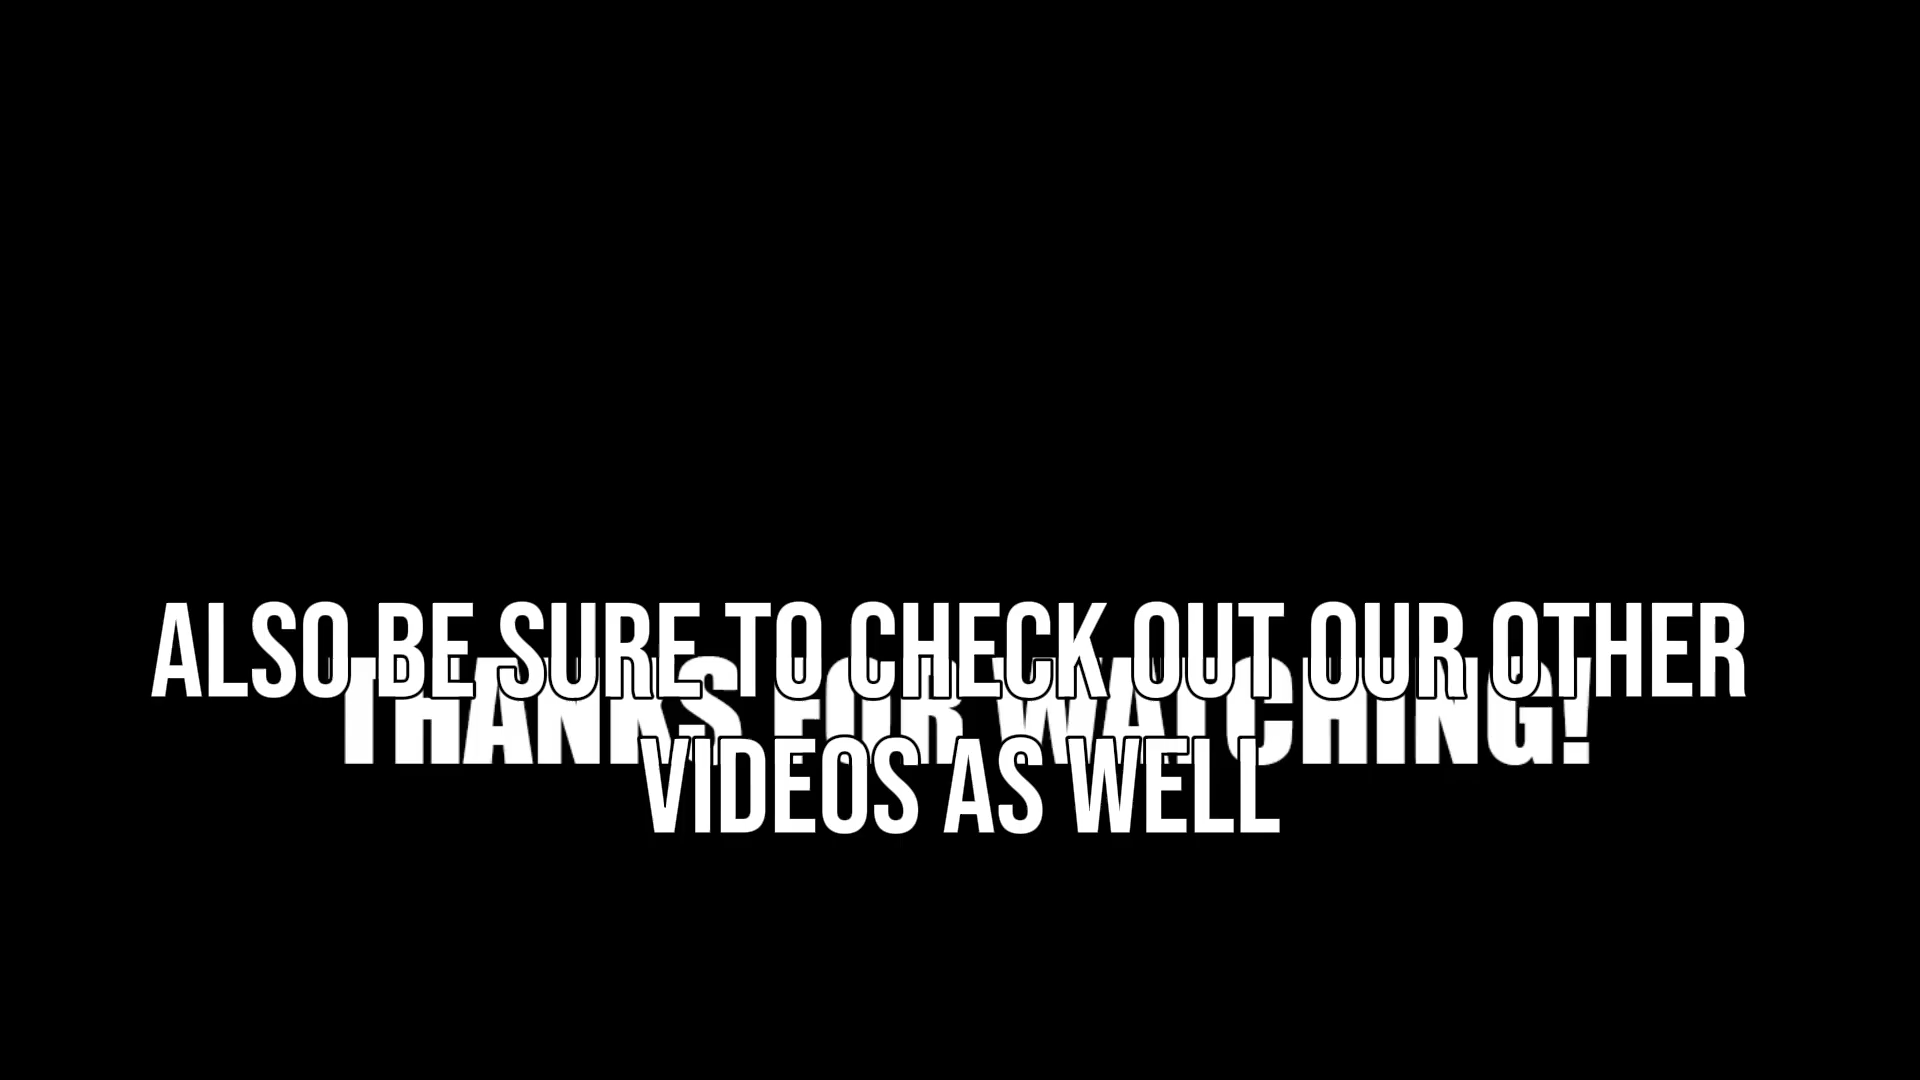 ALSO BE SURE TO CHECK OUT OUR OTHER
THANKS FOR WATCHING!
VIDEOS AS WELL